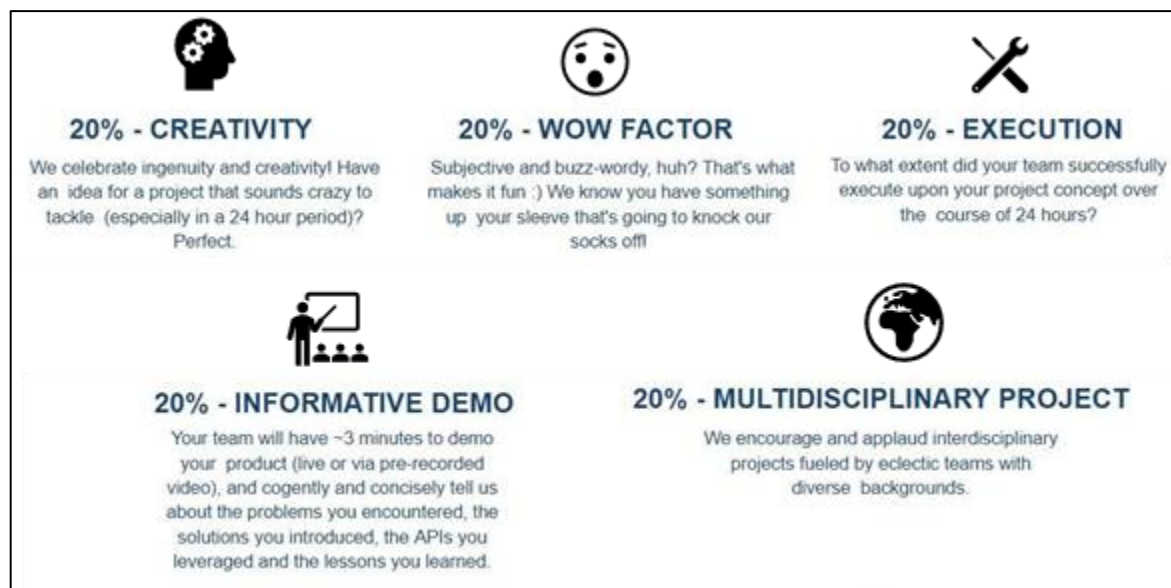 20% - CREATIVITY
We celebrate ingenuity and creativity! Have
an idea for a project that sounds crazy to
tackle (especially in a 24 hour period)?
Perfect.
20% - WOW FACTOR
Subjective and buzz-wordy, huh? That's what
makes it fun :) We know you have something
up your sleeve that's going to knock our
socks off!
20% - EXECUTION
To what extent did your team successfully
execute upon your project concept over
the course of 24 hours?
20% - INFORMATIVE DEMO
Your team will have ~3 minutes to demo
your product (live or via pre-recorded
video), and cogently and concisely tell us
about the problems you encountered, the
solutions you introduced, the APIs you
leveraged and the lessons you learned.
20% - MULTIDISCIPLINARY PROJECT
We encourage and applaud interdisciplinary
projects fueled by eclectic teams with
diverse backgrounds.